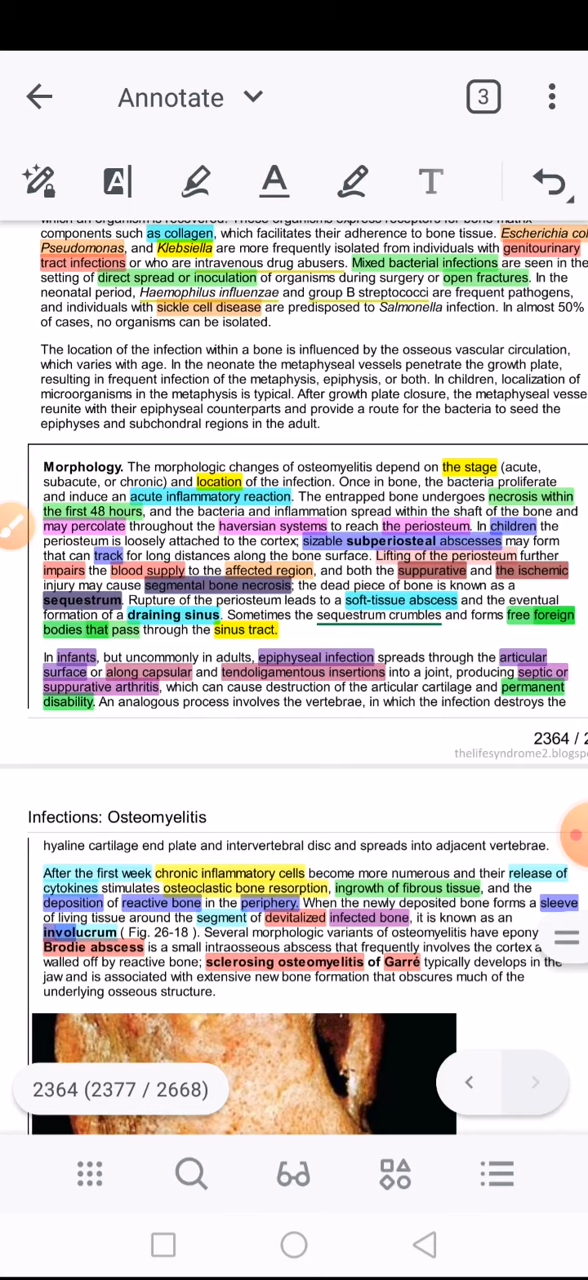 Annotate
3
A
A
T
components such as collagen, which facilitates their adherence to bone tissue. Escherichia col
Pseudomonas, and Klebsiella are more frequently isolated from individuals with genitourinary
tract infections or who are intravenous drug abusers. Mixed bacterial infections are seen in the
setting of direct spread or inoculation of organisms during surgery or open fractures. In the
neonatal period, Haemophilus influenzae and group B streptococci are frequent pathogens,
and individuals with sickle cell disease are predisposed to Salmonella infection. In almost 50%
of cases, no organisms can be isolated.
The location of the infection within a bone is influenced by the osseous vascular circulation,
which varies with age. In the neonate the metaphyseal vessels penetrate the growth plate,
resulting in frequent infection of the metaphysis, epiphysis, or both. In children, localization of
microorganisms in the metaphysis is typical. After growth plate closure, the metaphyseal vesse
reunite with their epiphyseal counterparts and provide a route for the bacteria to seed the
epiphyses and subchondral regions in the adult.
Morphology. The morphologic changes of osteomyelitis depend on the stage (acute,
subacute, or chronic) and location of the infection. Once in bone, the bacteria proliferate
and induce an acute inflammatory reaction. The entrapped bone undergoes necrosis within
the first 48 hours, and the bacteria and inflammation spread within the shaft of the bone and
may percolate throughout the haversian systems to reach the periosteum. In children the
periosteum is loosely attached to the cortex; sizable subperiosteal abscesses may form
that can track for long distances along the bone surface. Lifting of the periosteum further
impairs the blood supply to the affected region, and both the suppurative and the ischemic
injury may cause segmental bone necrosis; the dead piece of bone is known as a
sequestrum. Rupture of the periosteum leads to a soft-tissue abscess and the eventual
formation of a draining sinus. Sometimes the sequestrum crumbles and forms free foreign
bodies that pass through the sinus tract.
In infants, but uncommonly in adults, epiphyseal infection spreads through the articular
surface or along capsular and tendoligamentous insertions into a joint, producing septic or
suppurative arthritis, which can cause destruction of the articular cartilage and permanent
disability. An analogous process involves the vertebrae, in which the infection destroys the
2364 / 2
thelifesyndrome2.blogsp
Infections: Osteomyelitis
hyaline cartilage end plate and intervertebral disc and spreads into adjacent vertebrae.
After the first week chronic inflammatory cells become more numerous and their release of
cytokines stimulates osteoclastic bone resorption, ingrowth of fibrous tissue, and the
deposition of reactive bone in the periphery. When the newly deposited bone forms a sleeve
of living tissue around the segment of devitalized infected bone, it is known as an
involucrum ( Fig. 26-18 ). Several morphologic variants of osteomyelitis have epony
Brodie abscess is a small intraosseous abscess that frequently involves the cortex a
walled off by reactive bone; sclerosing osteomyelitis of Garré typically develops in the
jaw and is associated with extensive new bone formation that obscures much of the
underlying osseous structure.
2364 (2377 / 2668)